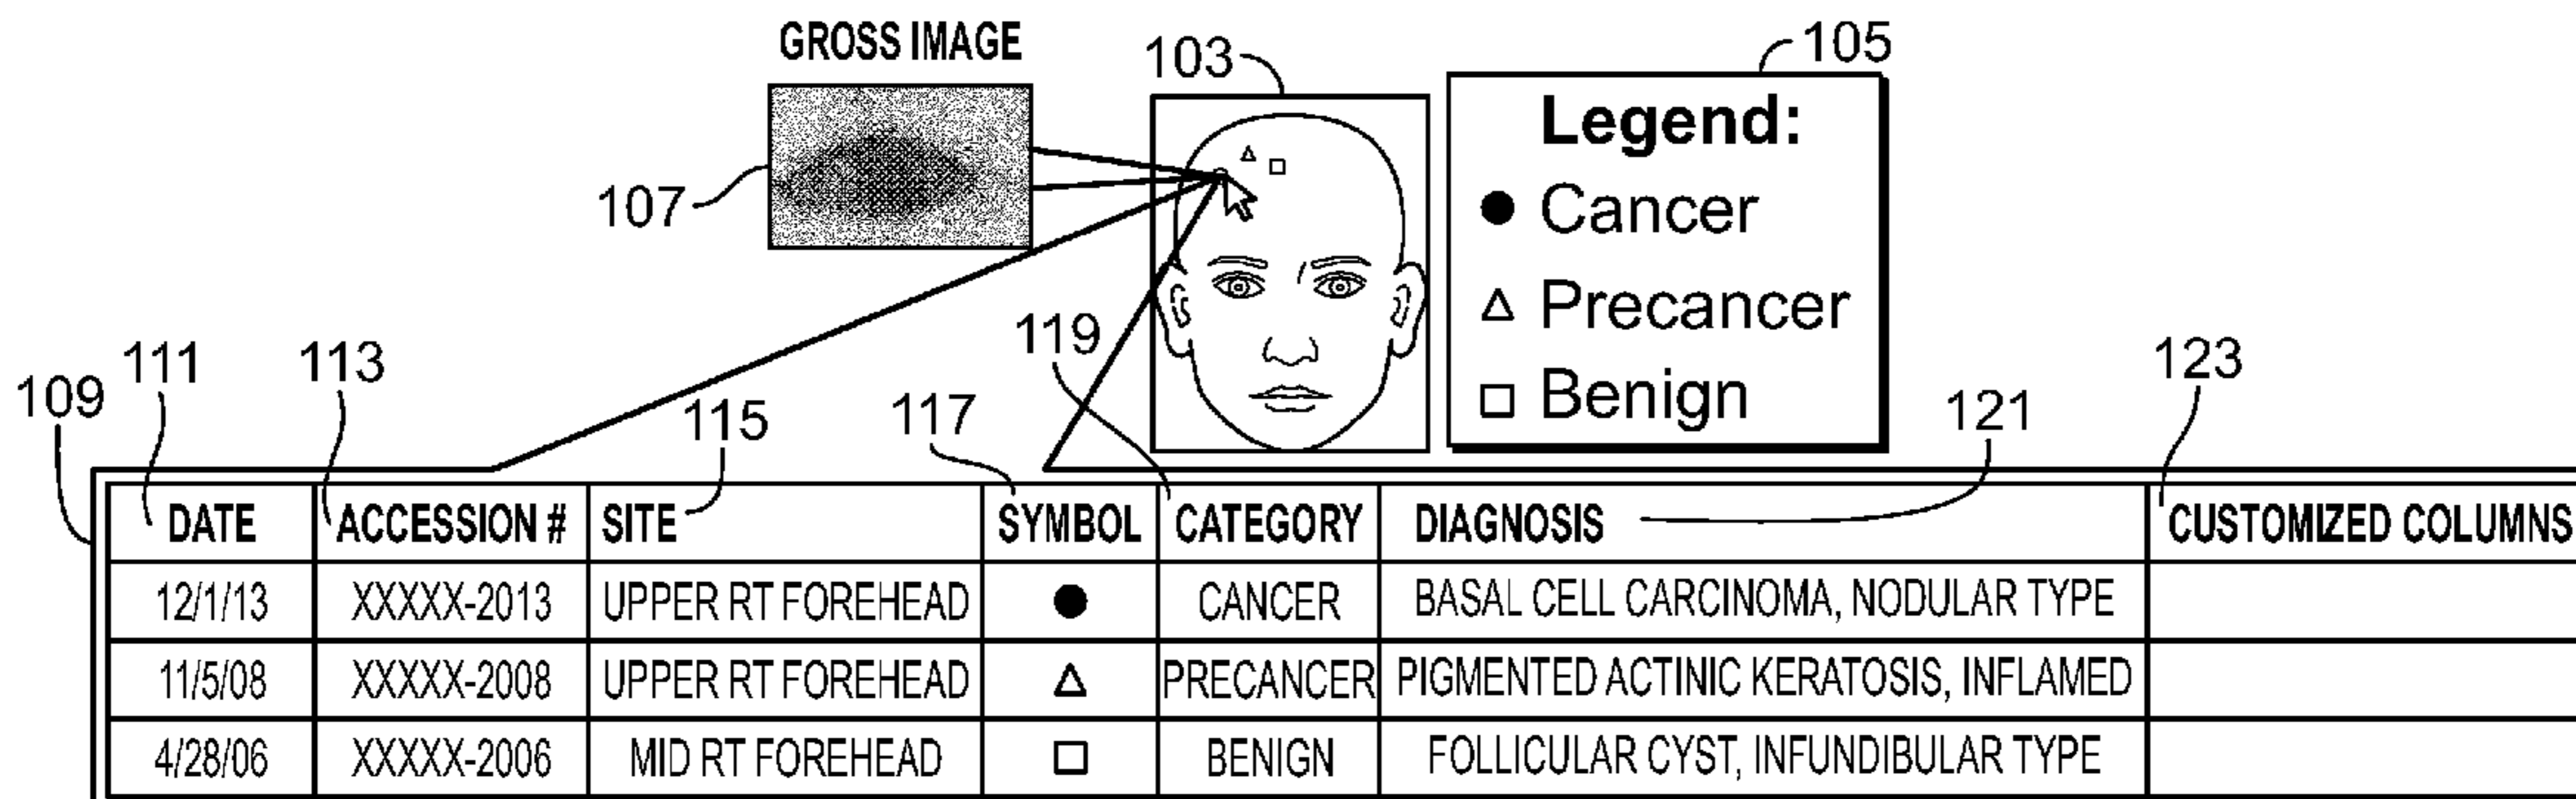 GROSS IMAGE
103
105
107
Legend:
● Cancer
△ Precancer
□ Benign
109
111
113
115
117
119
121
123
DATE ACCESSION # SITE SYMBOL CATEGORY DIAGNOSIS CUSTOMIZED COLUMNS
12/1/13 XXXXX-2013 UPPER RT FOREHEAD ● CANCER BASAL CELL CARCINOMA, NODULAR TYPE
11/5/08 XXXXX-2008 UPPER RT FOREHEAD △ PRECANCER PIGMENTED ACTINIC KERATOSIS, INFLAMED
4/28/06 XXXXX-2006 MID RT FOREHEAD □ BENIGN FOLLICULAR CYST, INFUNDIBULAR TYPE